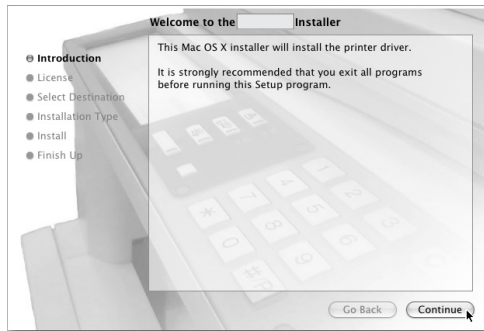 Welcome to the Installer
Introduction
License
Select Destination
Installation Type
Install
Finish Up
This Mac OS X installer will install the printer driver.
It is strongly recommended that you exit all programs
before running this Setup program.
Go Back
Continue